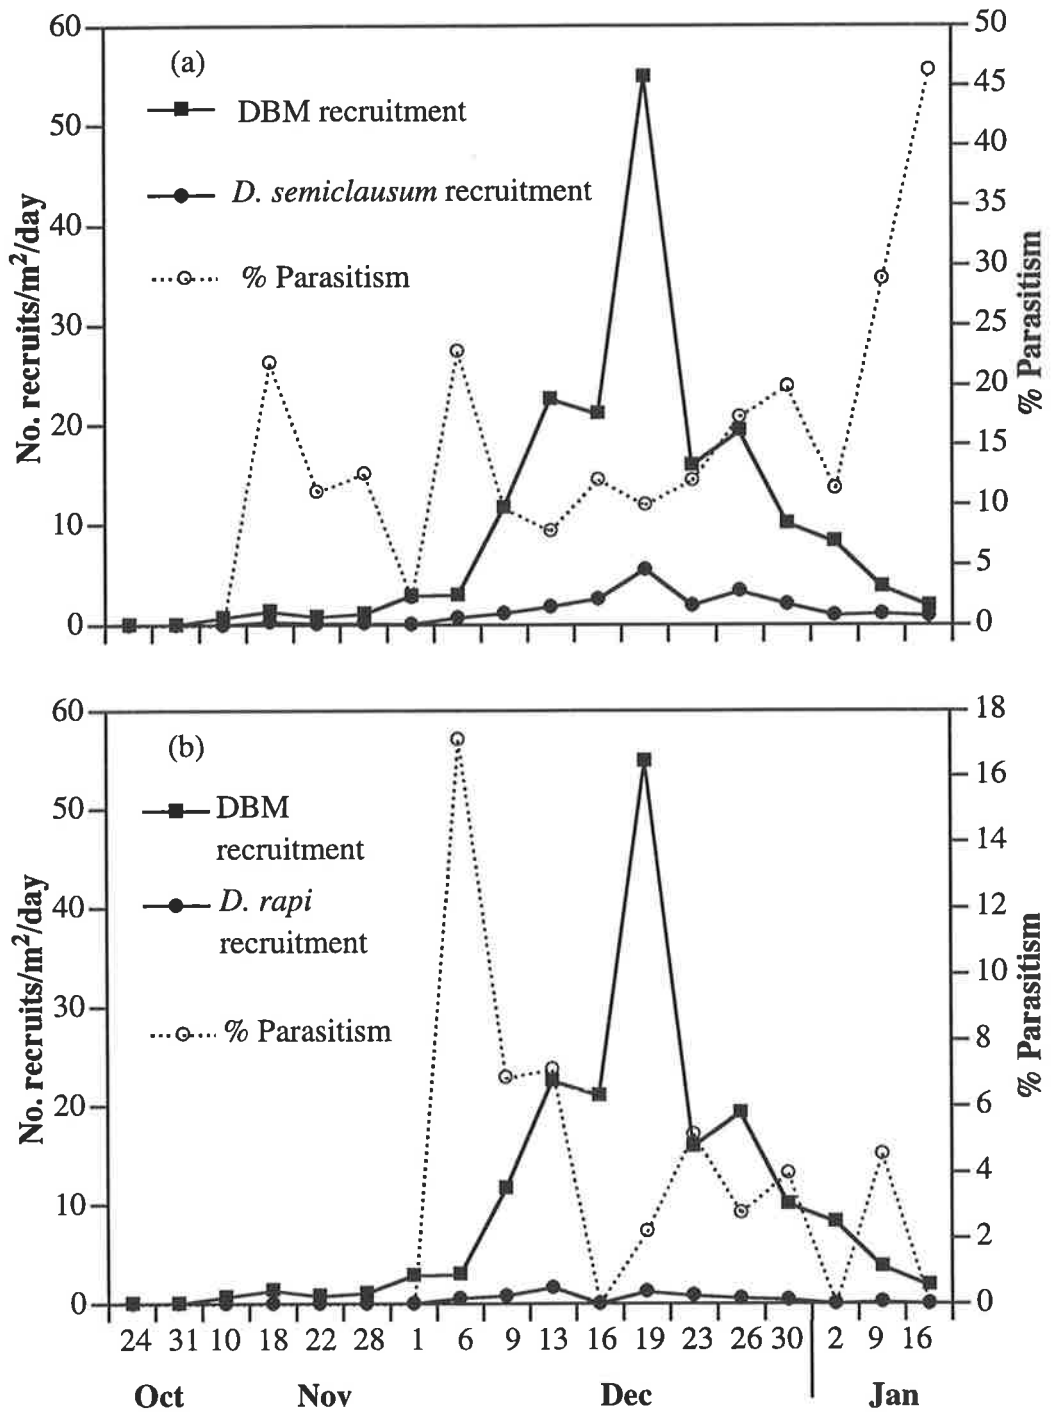 (a)
DBM recruitment
D. semiclausum recruitment
% Parasitism
No. recruits/m²/day
60
50
40
30
20
10
0
% Parasitism
50
45
40
35
30
25
20
15
10
5
0
(b)
DBM
recruitment
D. rapi
recruitment
% Parasitism
No. recruits/m²/day
60
50
40
30
20
10
0
% Parasitism
18
16
14
12
10
8
6
4
2
0
24 31 10 18 22 28 1 6 9 13 16 19 23 26 30 2 9 16
Oct Nov Dec Jan